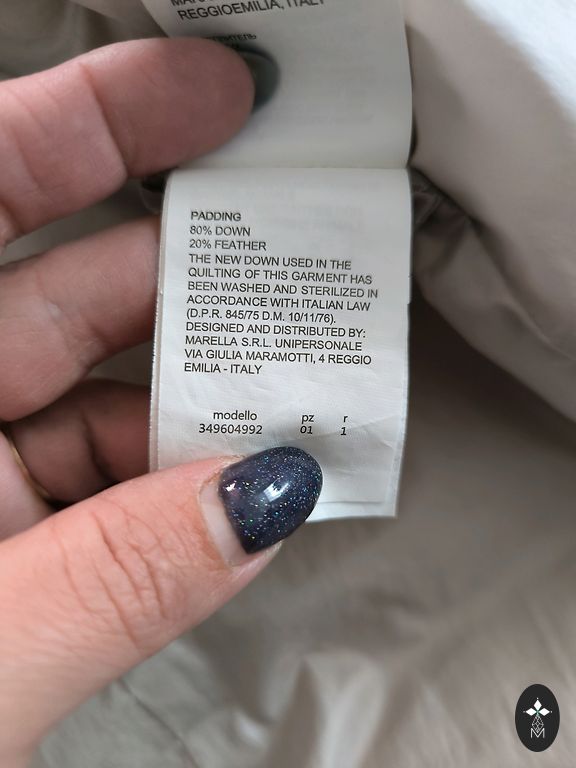 REGGIOEMILIA, ITALY
PADDING
80% DOWN
20% FEATHER
THE NEW DOWN USED IN THE
QUILTING OF THIS GARMENT HAS
BEEN WASHED AND STERILIZED IN
ACCORDANCE WITH ITALIAN LAW
(D.P.R. 845/75 D.M. 10/11/76).
DESIGNED AND DISTRIBUTED BY:
MARELLA S.R.L. UNIPERSONALE
VIA GIULIA MARAMOTTI, 4 REGGIO
EMILIA - ITALY
modello pz r
349604992 01 1
M